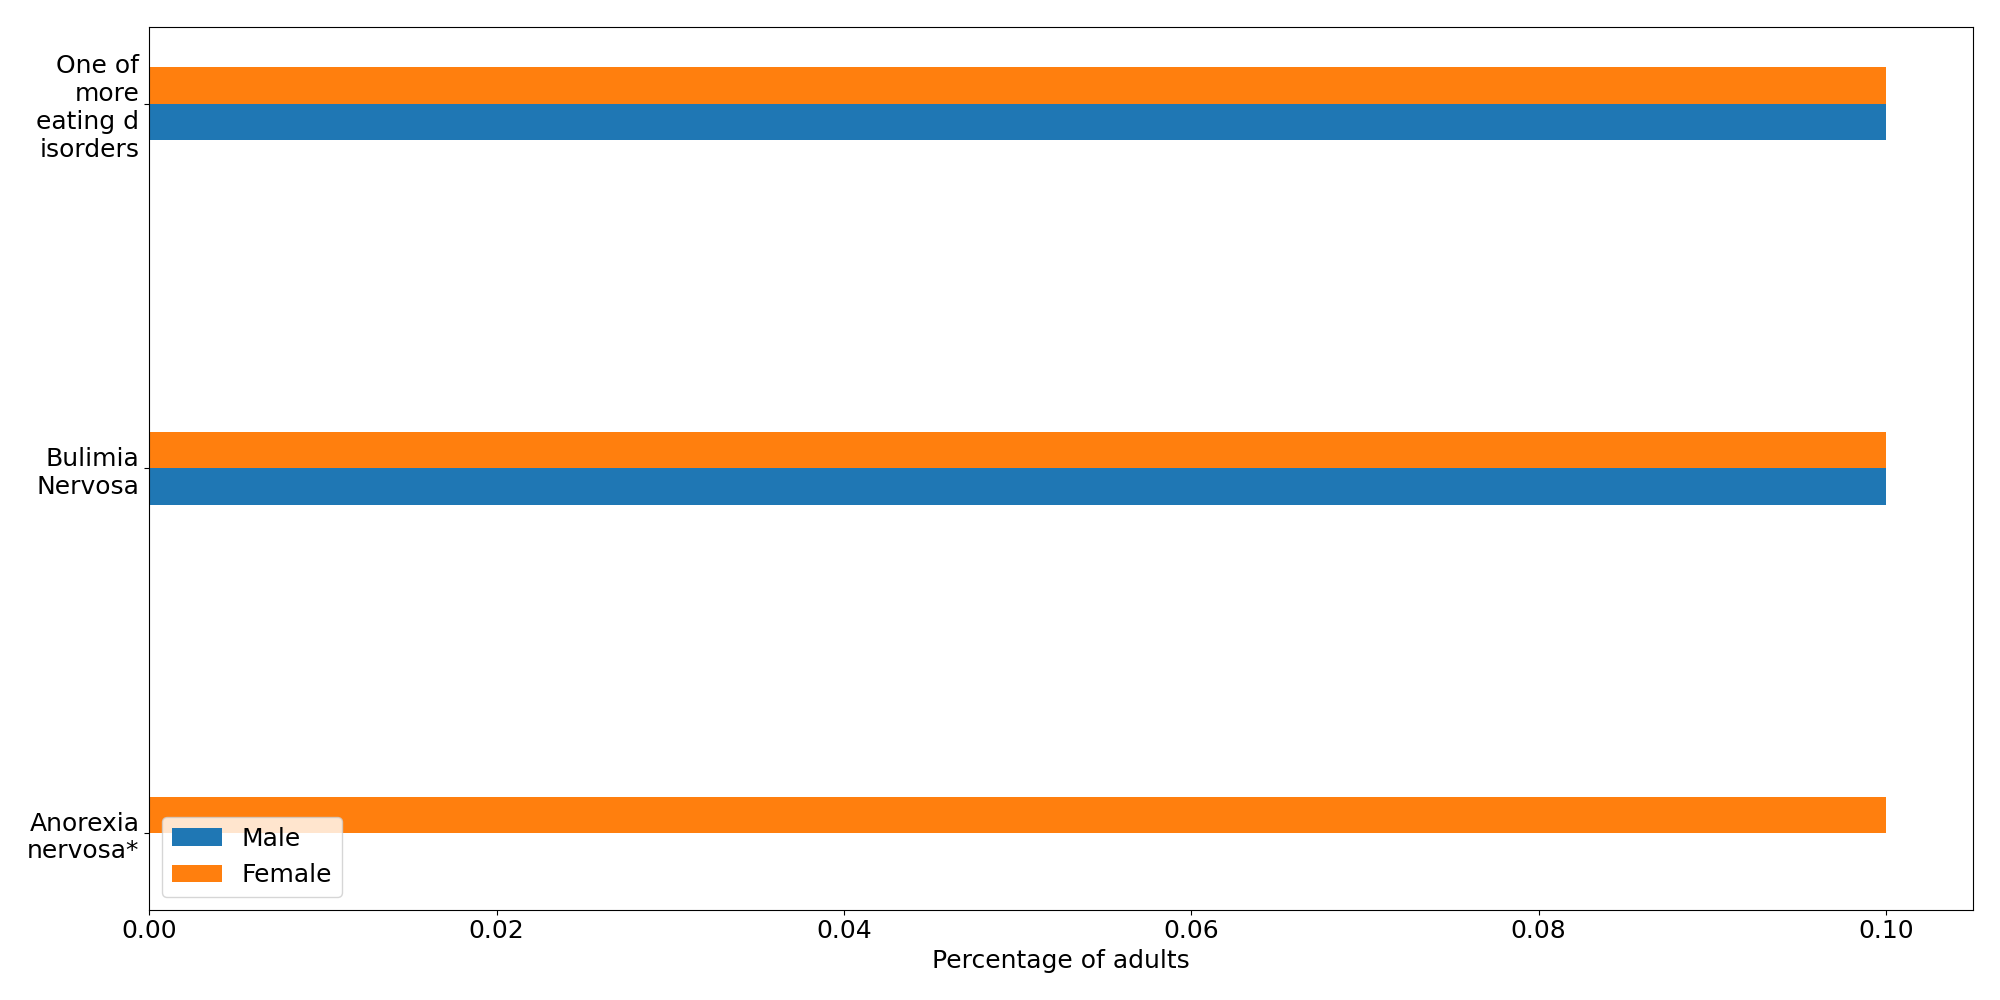 One of
more
eating d
isorders
Bulimia
Nervosa
Anorexia
nervosa*
Male
Female
0.00 0.02 0.04 0.06 0.08 0.10
Percentage of adults